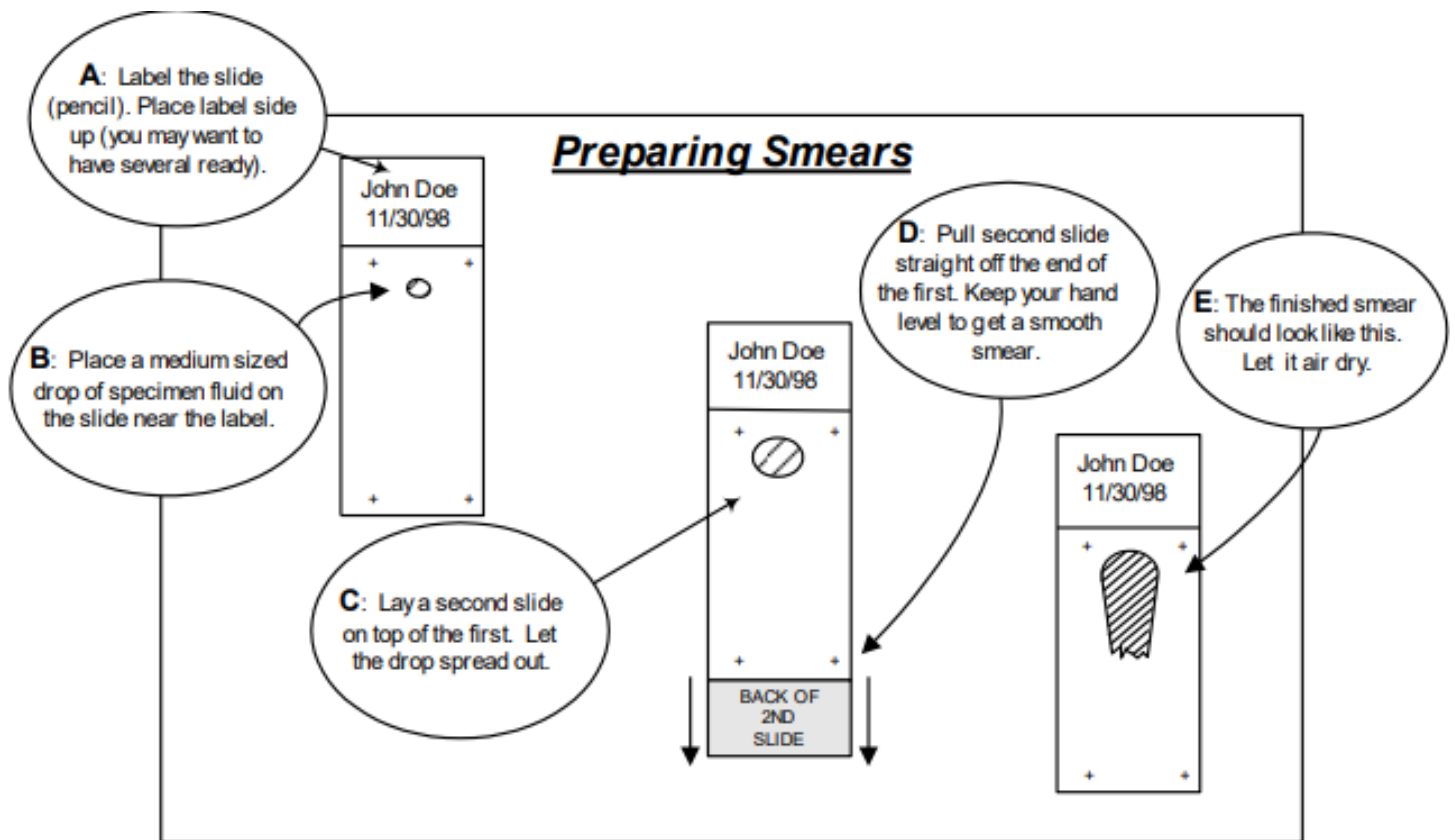 Preparing Smears
A: Label the slide
(pencil). Place label side
up (you may want to
have several ready).
John Doe
11/30/98
B: Place a medium sized
drop of specimen fluid on
the slide near the label.
C: Lay a second slide
on top of the first. Let
the drop spread out.
John Doe
11/30/98
BACK OF
2ND
SLIDE
D: Pull second slide
straight off the end of
the first. Keep your hand
level to get a smooth
smear.
E: The finished smear
should look like this.
Let it air dry.
John Doe
11/30/98